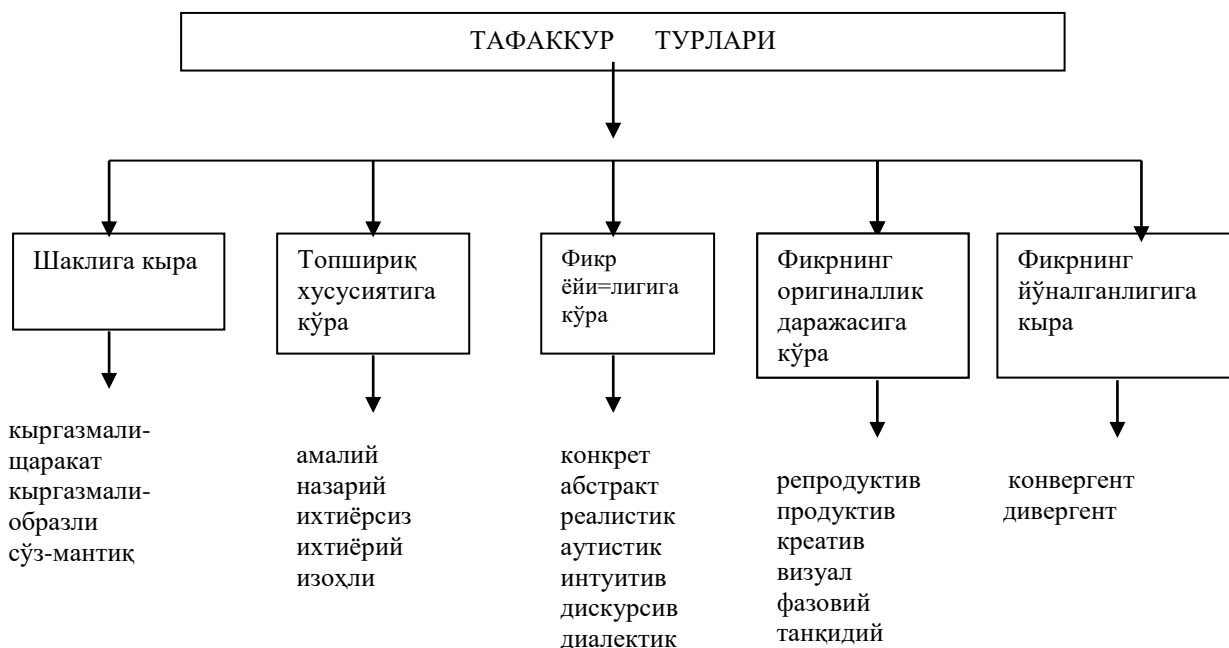 ТАФАККУР ТУРЛАРИ
Шаклига кыра
Топшириқ
хусусиятига
кўра
Фикр
ёйи=лигига
кўра
Фикрнинг
оригиналлик
даражасига
кўра
Фикрнинг
йўналганлигига
кыра
кыргазмали-
щаракат
кыргазмали-
образли
сўз-мантиқ
амалий
назарий
ихтиёрсиз
ихтиёрий
изоҳли
конкрет
абстракт
реалистик
аутистик
интуитив
дискурсив
диалектик
репродуктив
продуктив
креатив
визуал
фазовий
танқидий
конвергент
дивергент